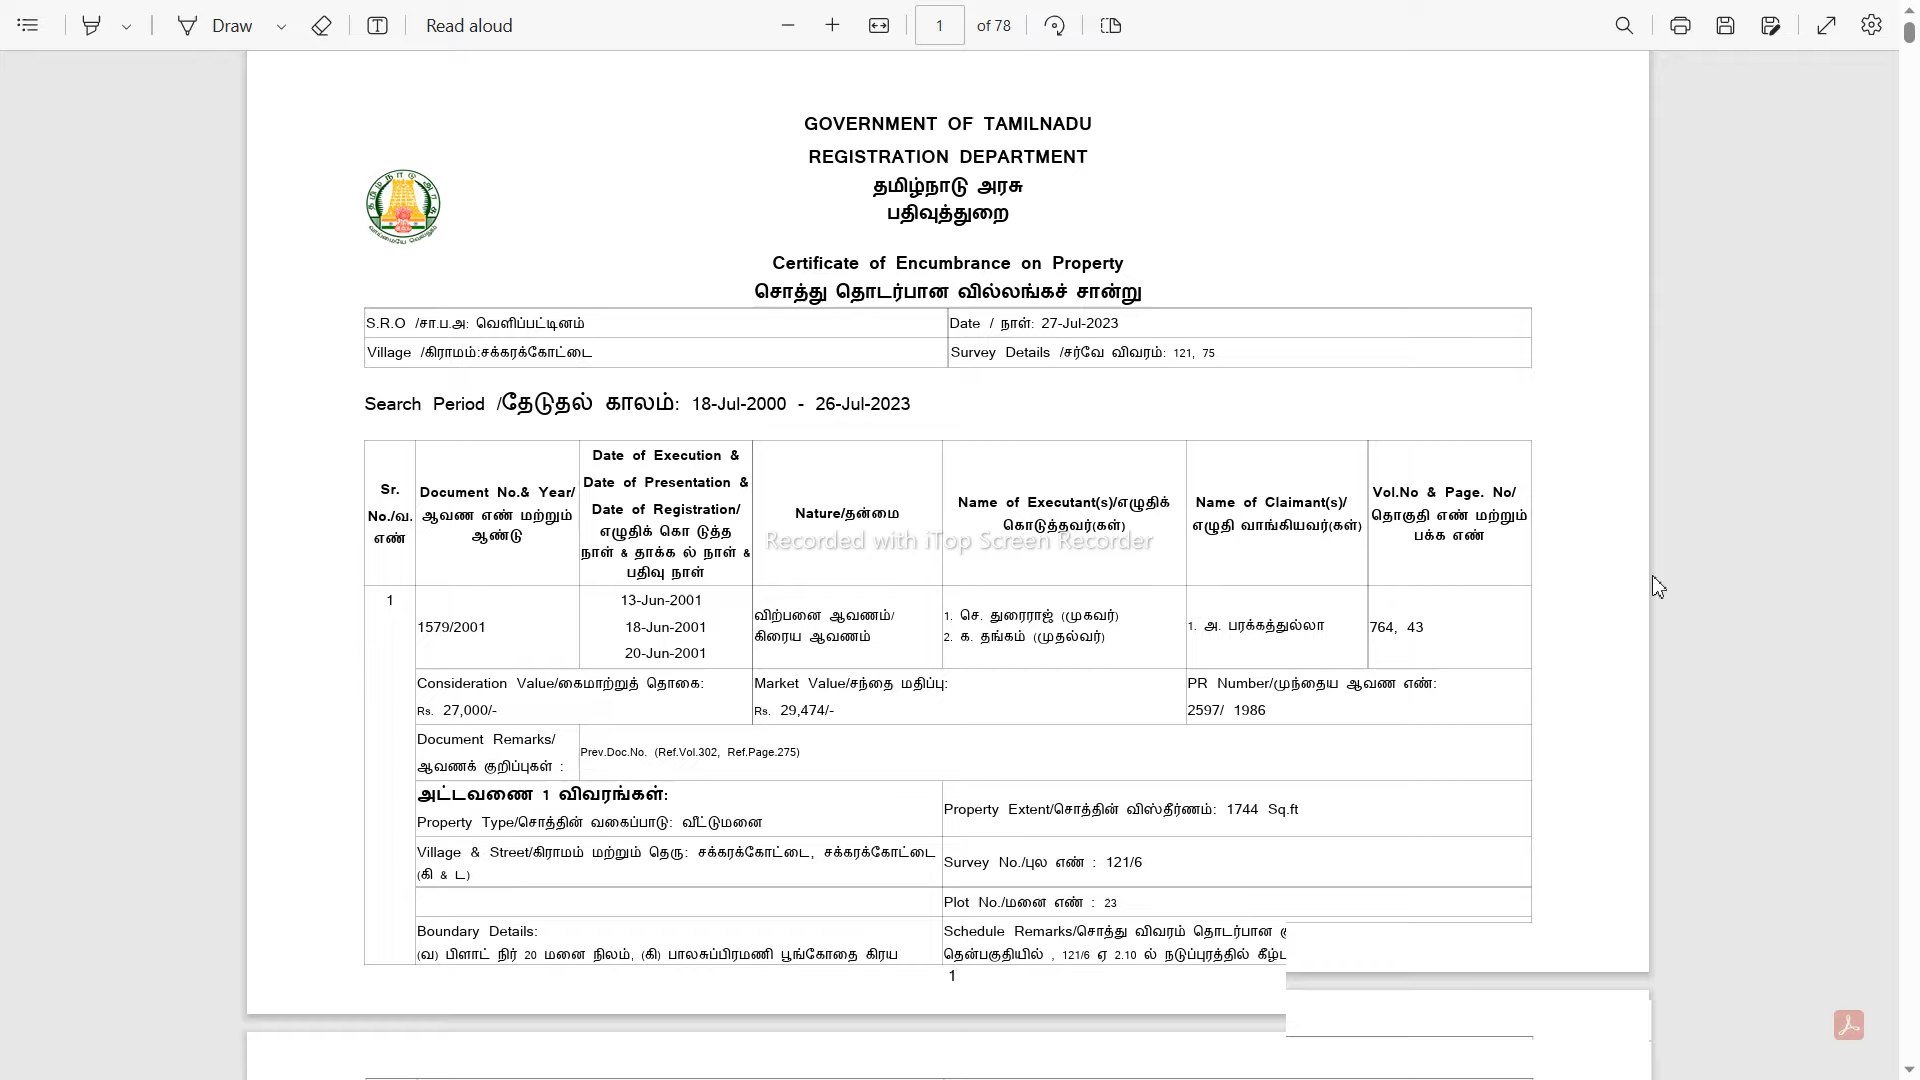 Draw
Read aloud
1 of 78
GOVERNMENT OF TAMILNADU
REGISTRATION DEPARTMENT
தமிழ்நாடு அரசு
பதிவுத்துறை
Certificate of Encumbrance on Property
சொத்து தொடர்பான வில்லங்கச் சான்று
S.R.O /சா.ப.அ: வெளிப்பட்டினம்
Date / நாள்: 27-Jul-2023
Village /கிராமம்:சக்கரக்கோட்டை
Survey Details /சர்வே விவரம்: 121, 75
Search Period /தேடுதல் காலம்: 18-Jul-2000 - 26-Jul-2023
Sr.
No./வ.
எண்
Document No.& Year/
ஆவண எண் மற்றும்
ஆண்டு
Date of Execution &
Date of Presentation &
Date of Registration/
எழுதிக் கொ டுத்த
நாள் & தாக்க ல் நாள் &
பதிவு நாள்
Nature/தன்மை
Name of Executant(s)/எழுதிக்
கொடுத்தவர்(கள்)
Name of Claimant(s)/
எழுதி வாங்கியவர்(கள்)
Vol.No & Page. No/
தொகுதி எண் மற்றும்
பக்க எண்
Recorded with iTop Screen Recorder
1
1579/2001
13-Jun-2001
18-Jun-2001
20-Jun-2001
விற்பனை ஆவணம்/
கிரைய ஆவணம்
1. செ. துரைராஜ் (முகவர்)
2. க. தங்கம் (முதல்வர்)
1. அ. பரக்கத்துல்லா
764, 43
Consideration Value/கைமாற்றுத் தொகை:
Rs. 27,000/-
Market Value/சந்தை மதிப்பு:
Rs. 29,474/-
PR Number/முந்தைய ஆவண எண்:
2597/ 1986
Document Remarks/
ஆவணக் குறிப்புகள் :
Prev.Doc.No. (Ref.Vol.302, Ref.Page.275)
அட்டவணை 1 விவரங்கள்:
Property Type/சொத்தின் வகைப்பாடு: வீட்டுமனை
Property Extent/சொத்தின் விஸ்தீர்ணம்: 1744 Sq.ft
Village & Street/கிராமம் மற்றும் தெரு: சக்கரக்கோட்டை, சக்கரக்கோட்டை
(கி & ட)
Survey No./புல எண் : 121/6
Plot No./மனை எண் : 23
Boundary Details:
(வ) பிளாட் நிர் 20 மனை நிலம், (கி) பாலசுப்பிரமணி பூங்கோதை கிரய
Schedule Remarks/சொத்து விவரம் தொடர்பான
தென்பகுதியில் , 121/6 ஏ 2.10 ல் நடுப்புரத்தில்
1